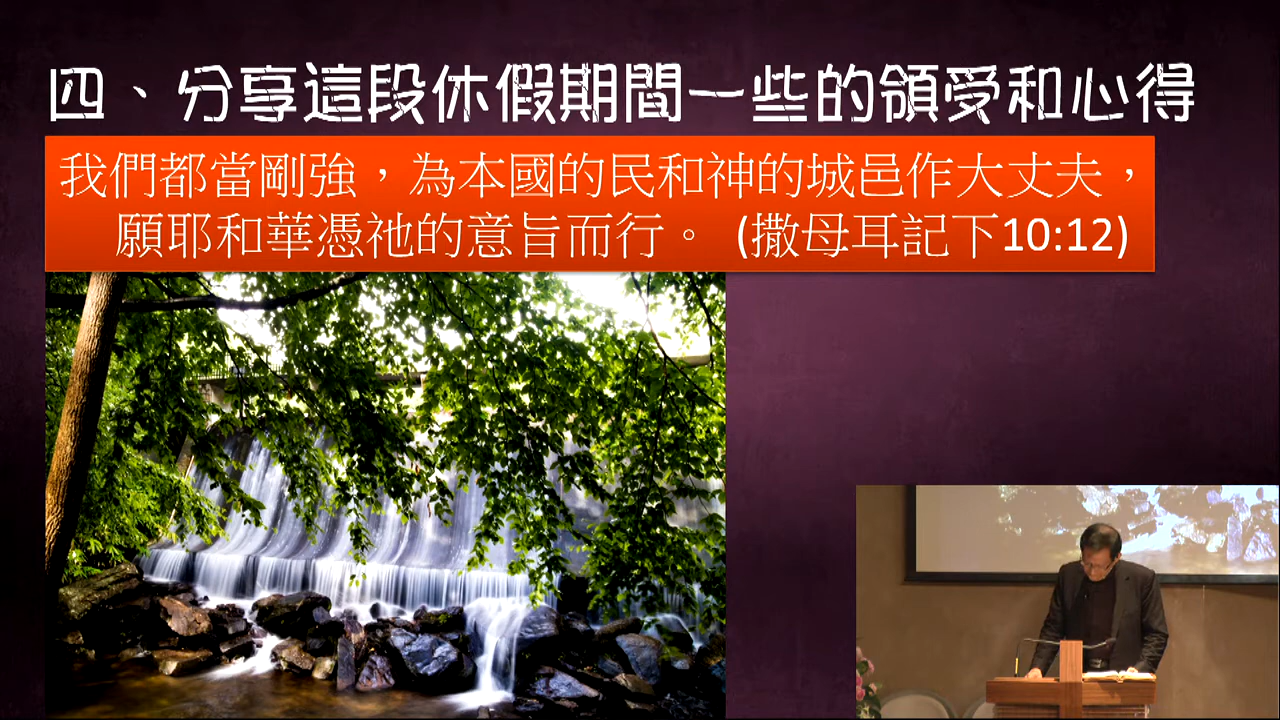 四、分享這段休假期間一些的領受和心得
我們都當剛強，為本國的民和神的城邑作大丈夫，
願耶和華憑祂的意旨而行。 (撒母耳記下10:12)